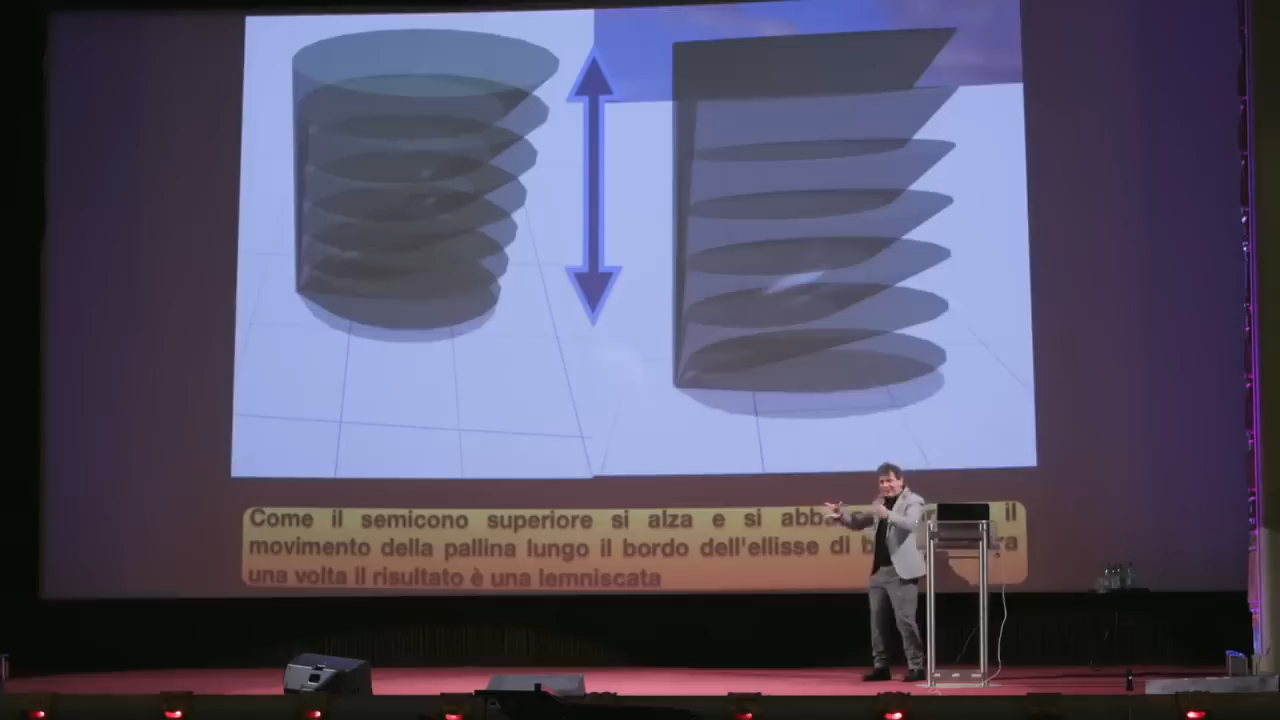 Come il semicono superiore si alza e si abba il
movimento della pallina lungo il bordo dell'ellisse di b
una volta il risultato è una lemniscata